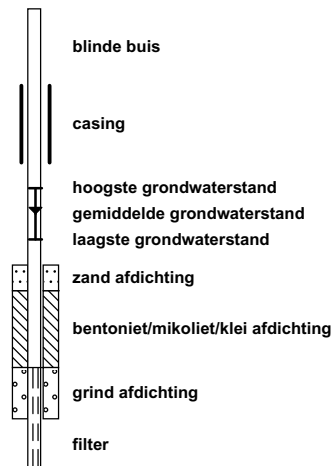 blinde buis
casing
hoogste grondwaterstand
gemiddelde grondwaterstand
laagste grondwaterstand
zand afdichting
bentoniet/mikoliet/klei afdichting
grind afdichting
filter